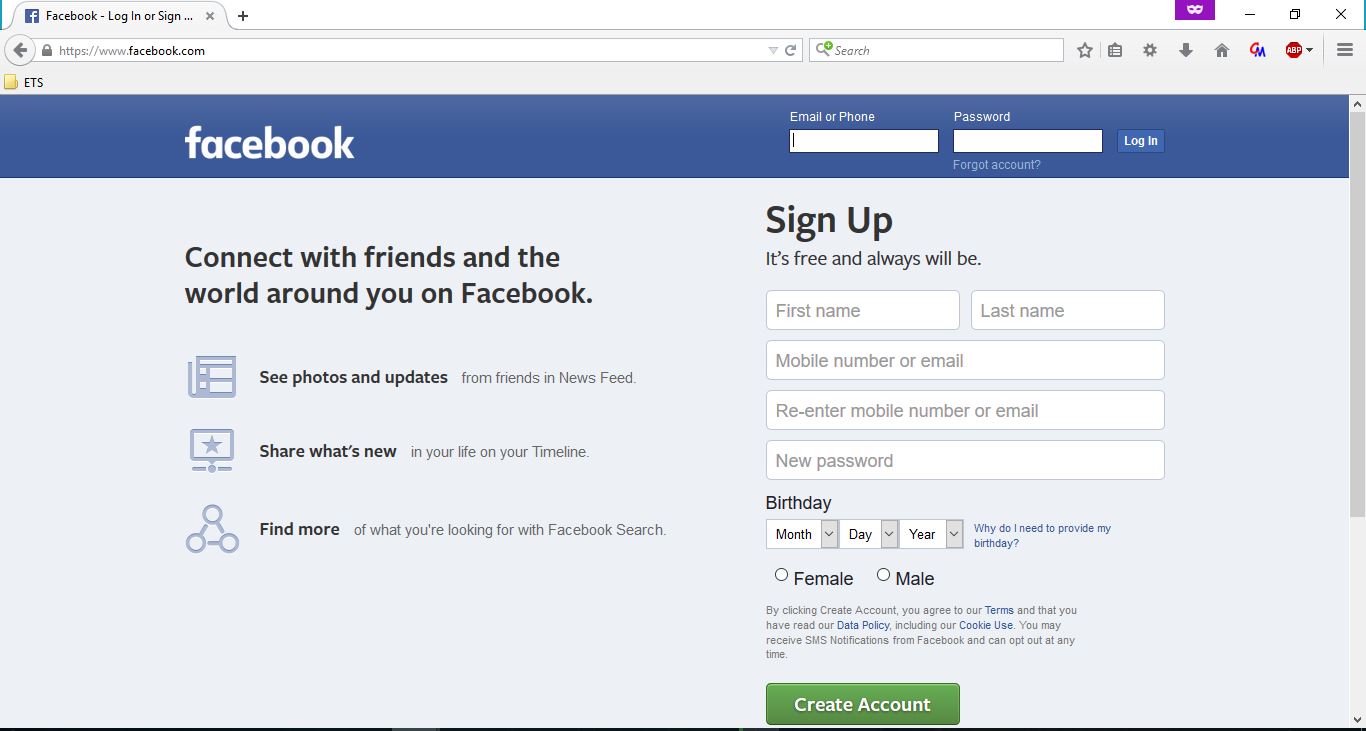 Facebook - Log In or Sign ...
https://www.facebook.com
Search
ABP
ETS
facebook
Email or Phone
Password
Log In
Forgot account?
Connect with friends and the
world around you on Facebook.
See photos and updates from friends in News Feed.
Share what's new in your life on your Timeline.
Find more of what you're looking for with Facebook Search.
Sign Up
It's free and always will be.
First name
Last name
Mobile number or email
Re-enter mobile number or email
New password
Birthday
Month
Day
Year
Why do I need to provide my
birthday?
Female
Male
By clicking Create Account, you agree to our Terms and that you
have read our Data Policy, including our Cookie Use. You may
receive SMS Notifications from Facebook and can opt out at any
time.
Create Account